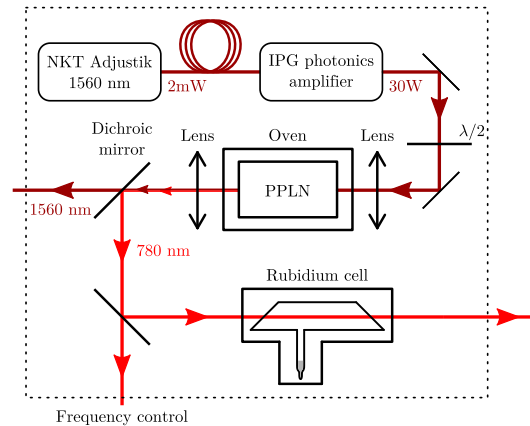 NKT Adjustik
1560 nm
2mW
IPG photonics
amplifier
30W
λ/2
Dichroic
mirror
Lens
Oven
Lens
PPLN
1560 nm
780 nm
Rubidium cell
Frequency control